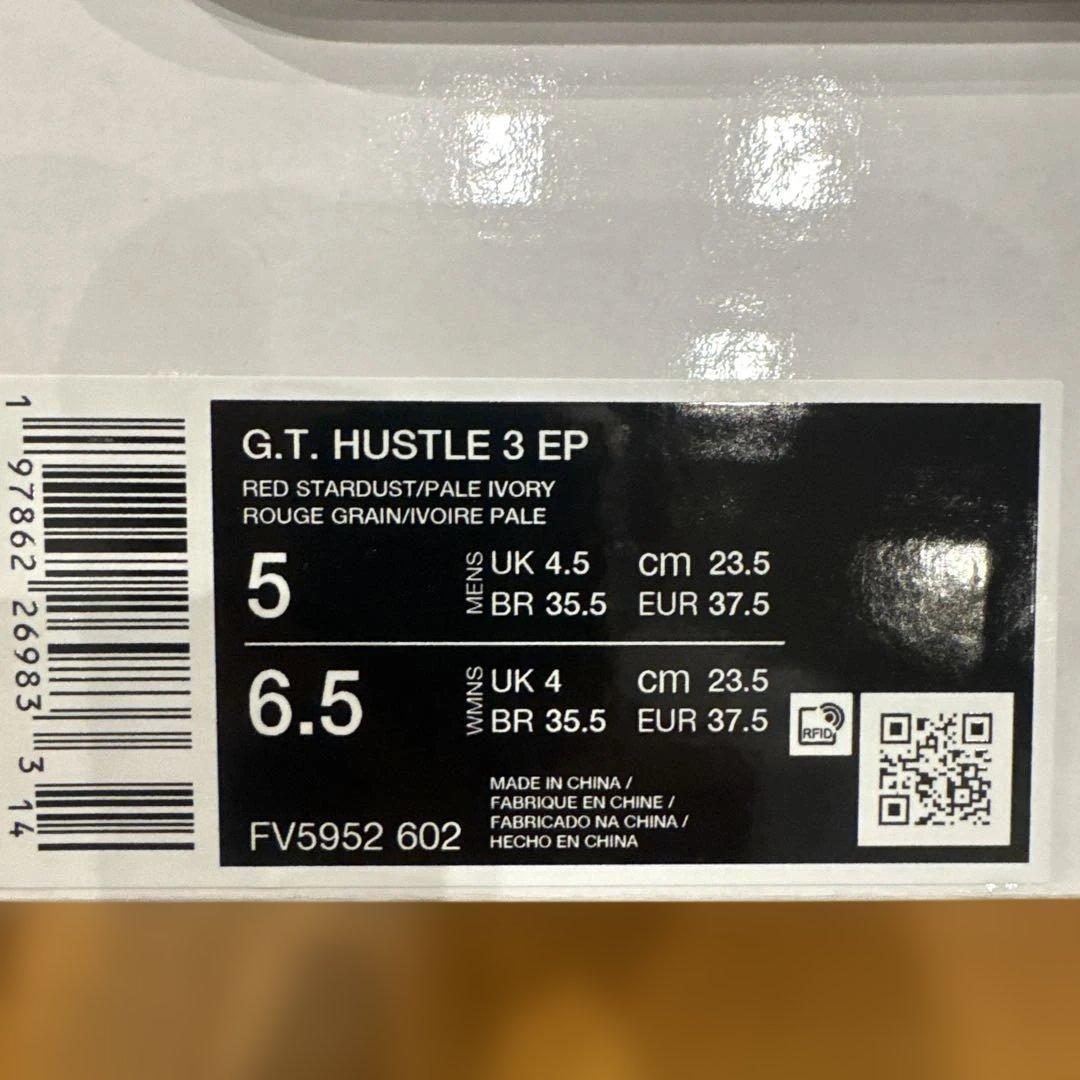 G.T. HUSTLE 3 EP
RED STARDUST/PALE IVORY
ROUGE GRAIN/IVOIRE PALE
5
MENS
UK 4.5 cm 23.5
BR 35.5 EUR 37.5
6.5
WMNS
UK 4 cm 23.5
BR 35.5 EUR 37.5
RFID
MADE IN CHINA /
FABRIQUE EN CHINE /
FABRICADO NA CHINA /
HECHO EN CHINA
FV5952 602
1 97862 26983 3 14